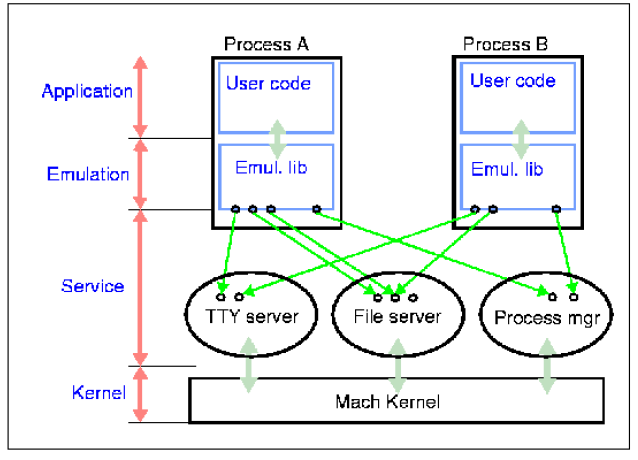 Process A
Process B
Application
User code
User code
Emulation
Emul. lib
Emul. lib
Service
TTY server
File server
Process mgr
Kernel
Mach Kernel